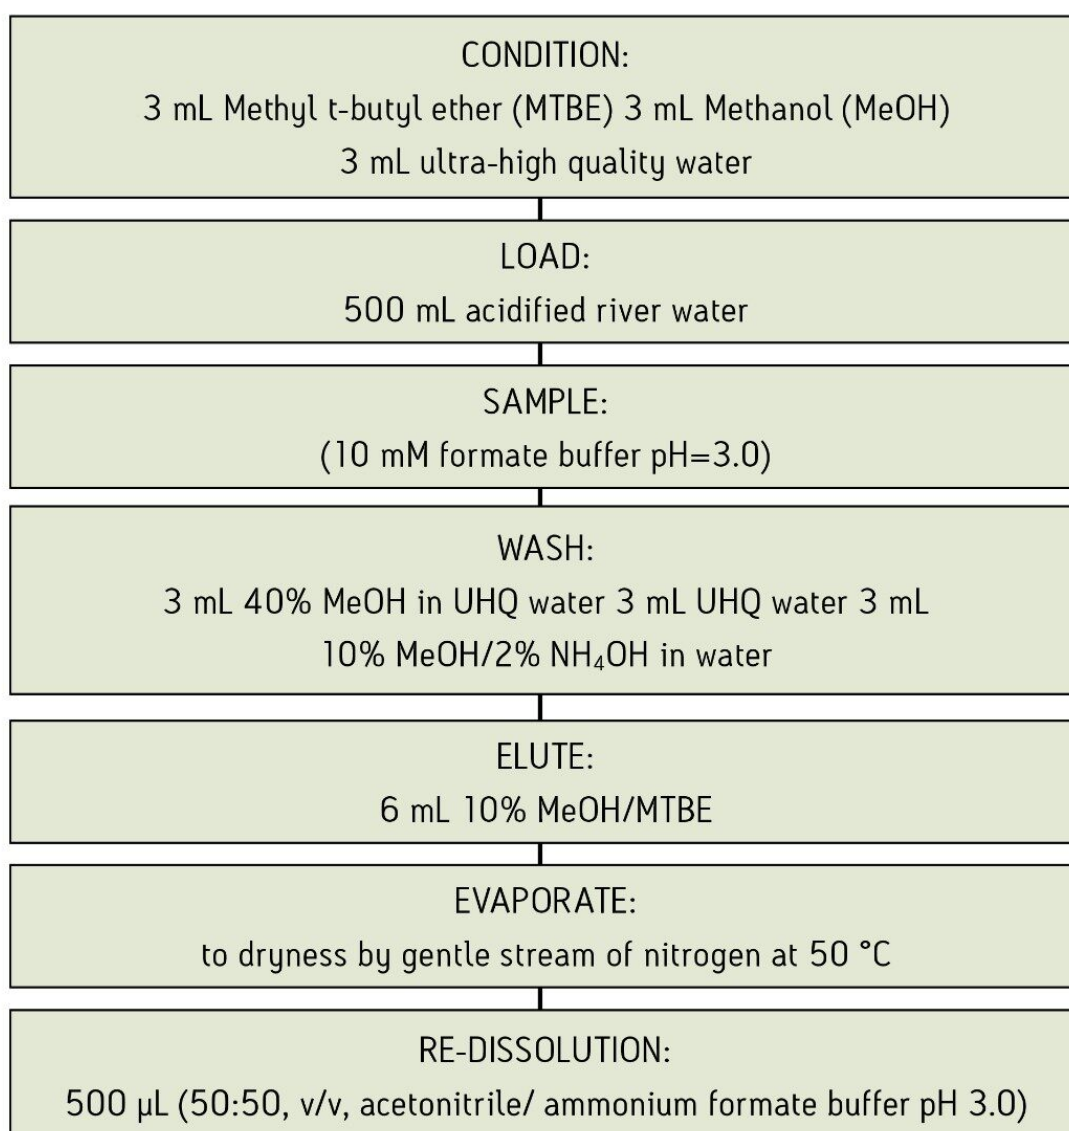 CONDITION:
3 mL Methyl t-butyl ether (MTBE) 3 mL Methanol (MeOH)
3 mL ultra-high quality water
LOAD:
500 mL acidified river water
SAMPLE:
(10 mM formate buffer pH=3.0)
WASH:
3 mL 40% MeOH in UHQ water 3 mL UHQ water 3 mL
10% MeOH/2% NH₄OH in water
ELUTE:
6 mL 10% MeOH/MTBE
EVAPORATE:
to dryness by gentle stream of nitrogen at 50 °C
RE-DISSOLUTION:
500 µL (50:50, v/v, acetonitrile/ ammonium formate buffer pH 3.0)